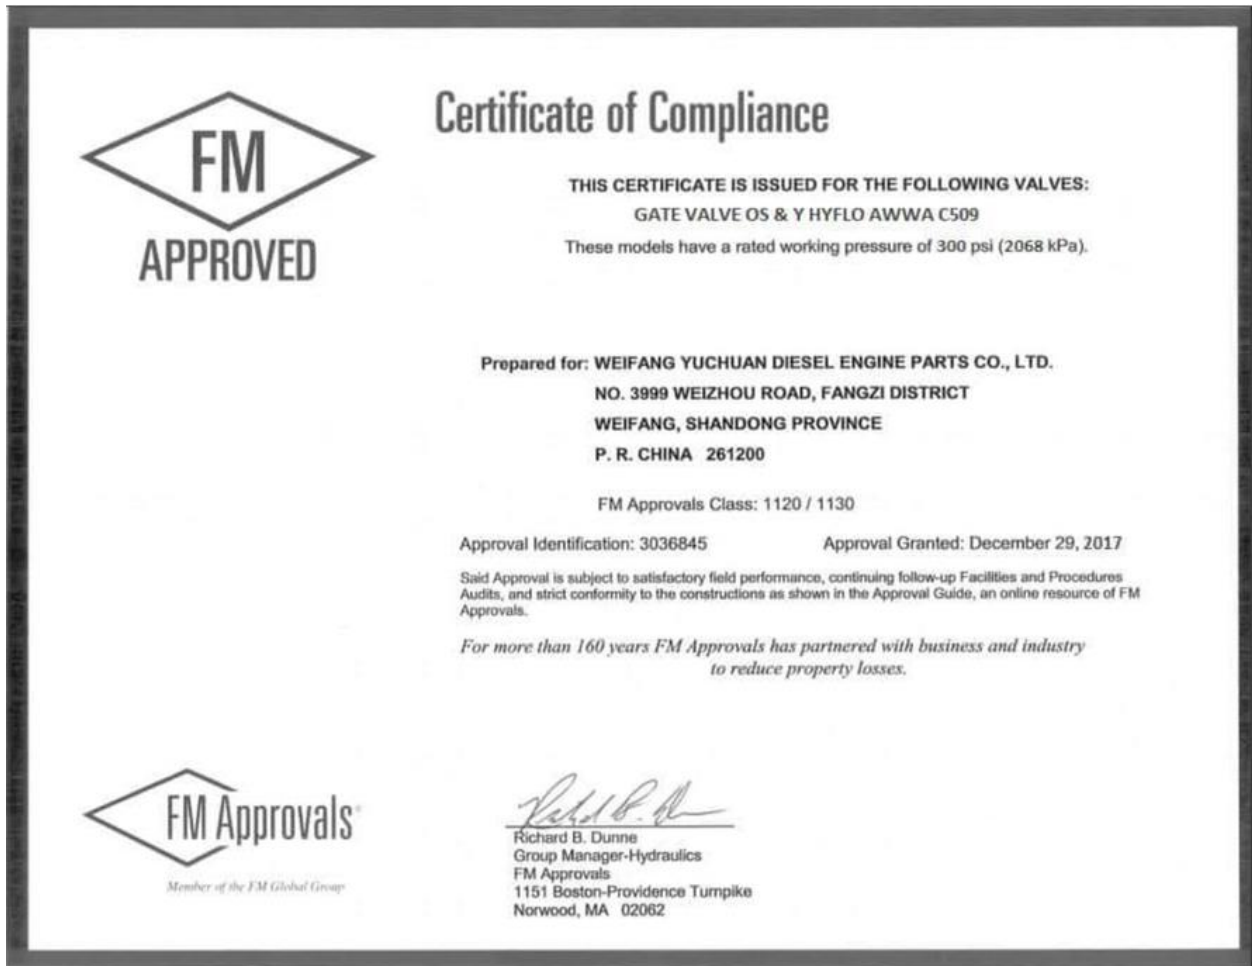 FM
APPROVED
Certificate of Compliance
THIS CERTIFICATE IS ISSUED FOR THE FOLLOWING VALVES:
GATE VALVE OS & Y HYFLO AWWA C509
These models have a rated working pressure of 300 psi (2068 kPa).
Prepared for: WEIFANG YUCHUAN DIESEL ENGINE PARTS CO., LTD.
NO. 3999 WEIZHOU ROAD, FANGZI DISTRICT
WEIFANG, SHANDONG PROVINCE
P. R. CHINA 261200
FM Approvals Class: 1120 / 1130
Approval Identification: 3036845 Approval Granted: December 29, 2017
Said Approval is subject to satisfactory field performance, continuing follow-up Facilities and Procedures
Audits, and strict conformity to the constructions as shown in the Approval Guide, an online resource of FM
Approvals.
For more than 160 years FM Approvals has partnered with business and industry
to reduce property losses.
FM Approvals
Member of the FM Global Group
Richard B. Dunne
Richard B. Dunne
Group Manager-Hydraulics
FM Approvals
1151 Boston-Providence Turnpike
Norwood, MA 02062